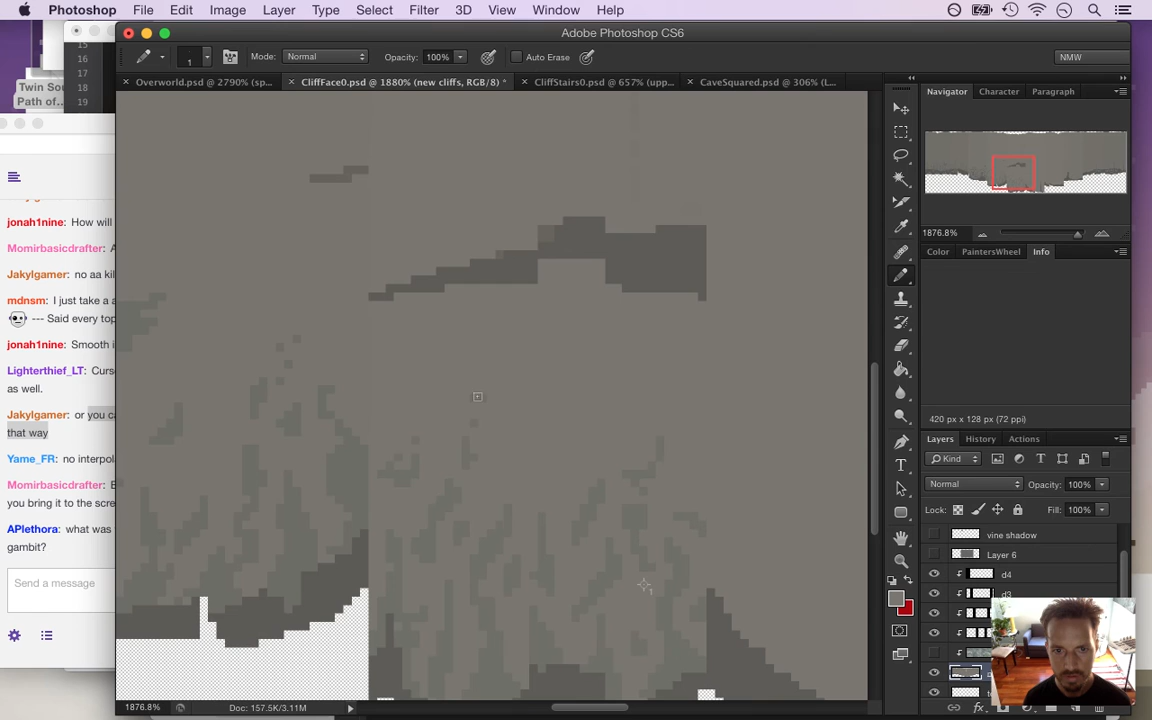 Photoshop File Edit Image Layer Type Select Filter 3D View Window Help
Adobe Photoshop CS6
1 Mode: Normal Opacity: 100% Auto Erase NMW
Overworld.psd @ 2790% (sp... CliffFace0.psd @ 1880% (new cliffs, RGB/8) * CliffStairs0.psd @ 657% (upp... CaveSquared.psd @ 306% (L...
15
16
17
18
19
Twin Sou
Path of...
jonah1nine: How will
Momirbasicdrafter: A
Jakylgamer: no aa kil
mdnsm: I just take a a
--- Said every top
jonah1nine: Smooth i
Lighterthief_LT: Curs
as well.
Jakylgamer: or you ca
that way
Yame_FR: no interpol
Momirbasicdrafter: E
you bring it to the scre
APlethora: what was
gambit?
Send a message
Navigator Character Paragraph
1876.8%
Color PaintersWheel Info
420 px x 128 px (72 ppi)
Layers History Actions
Kind
Normal Opacity: 100%
Lock: Fill: 100%
vine shadow
Layer 6
d4
d3
1876.8% Doc: 157.5K/3.11M